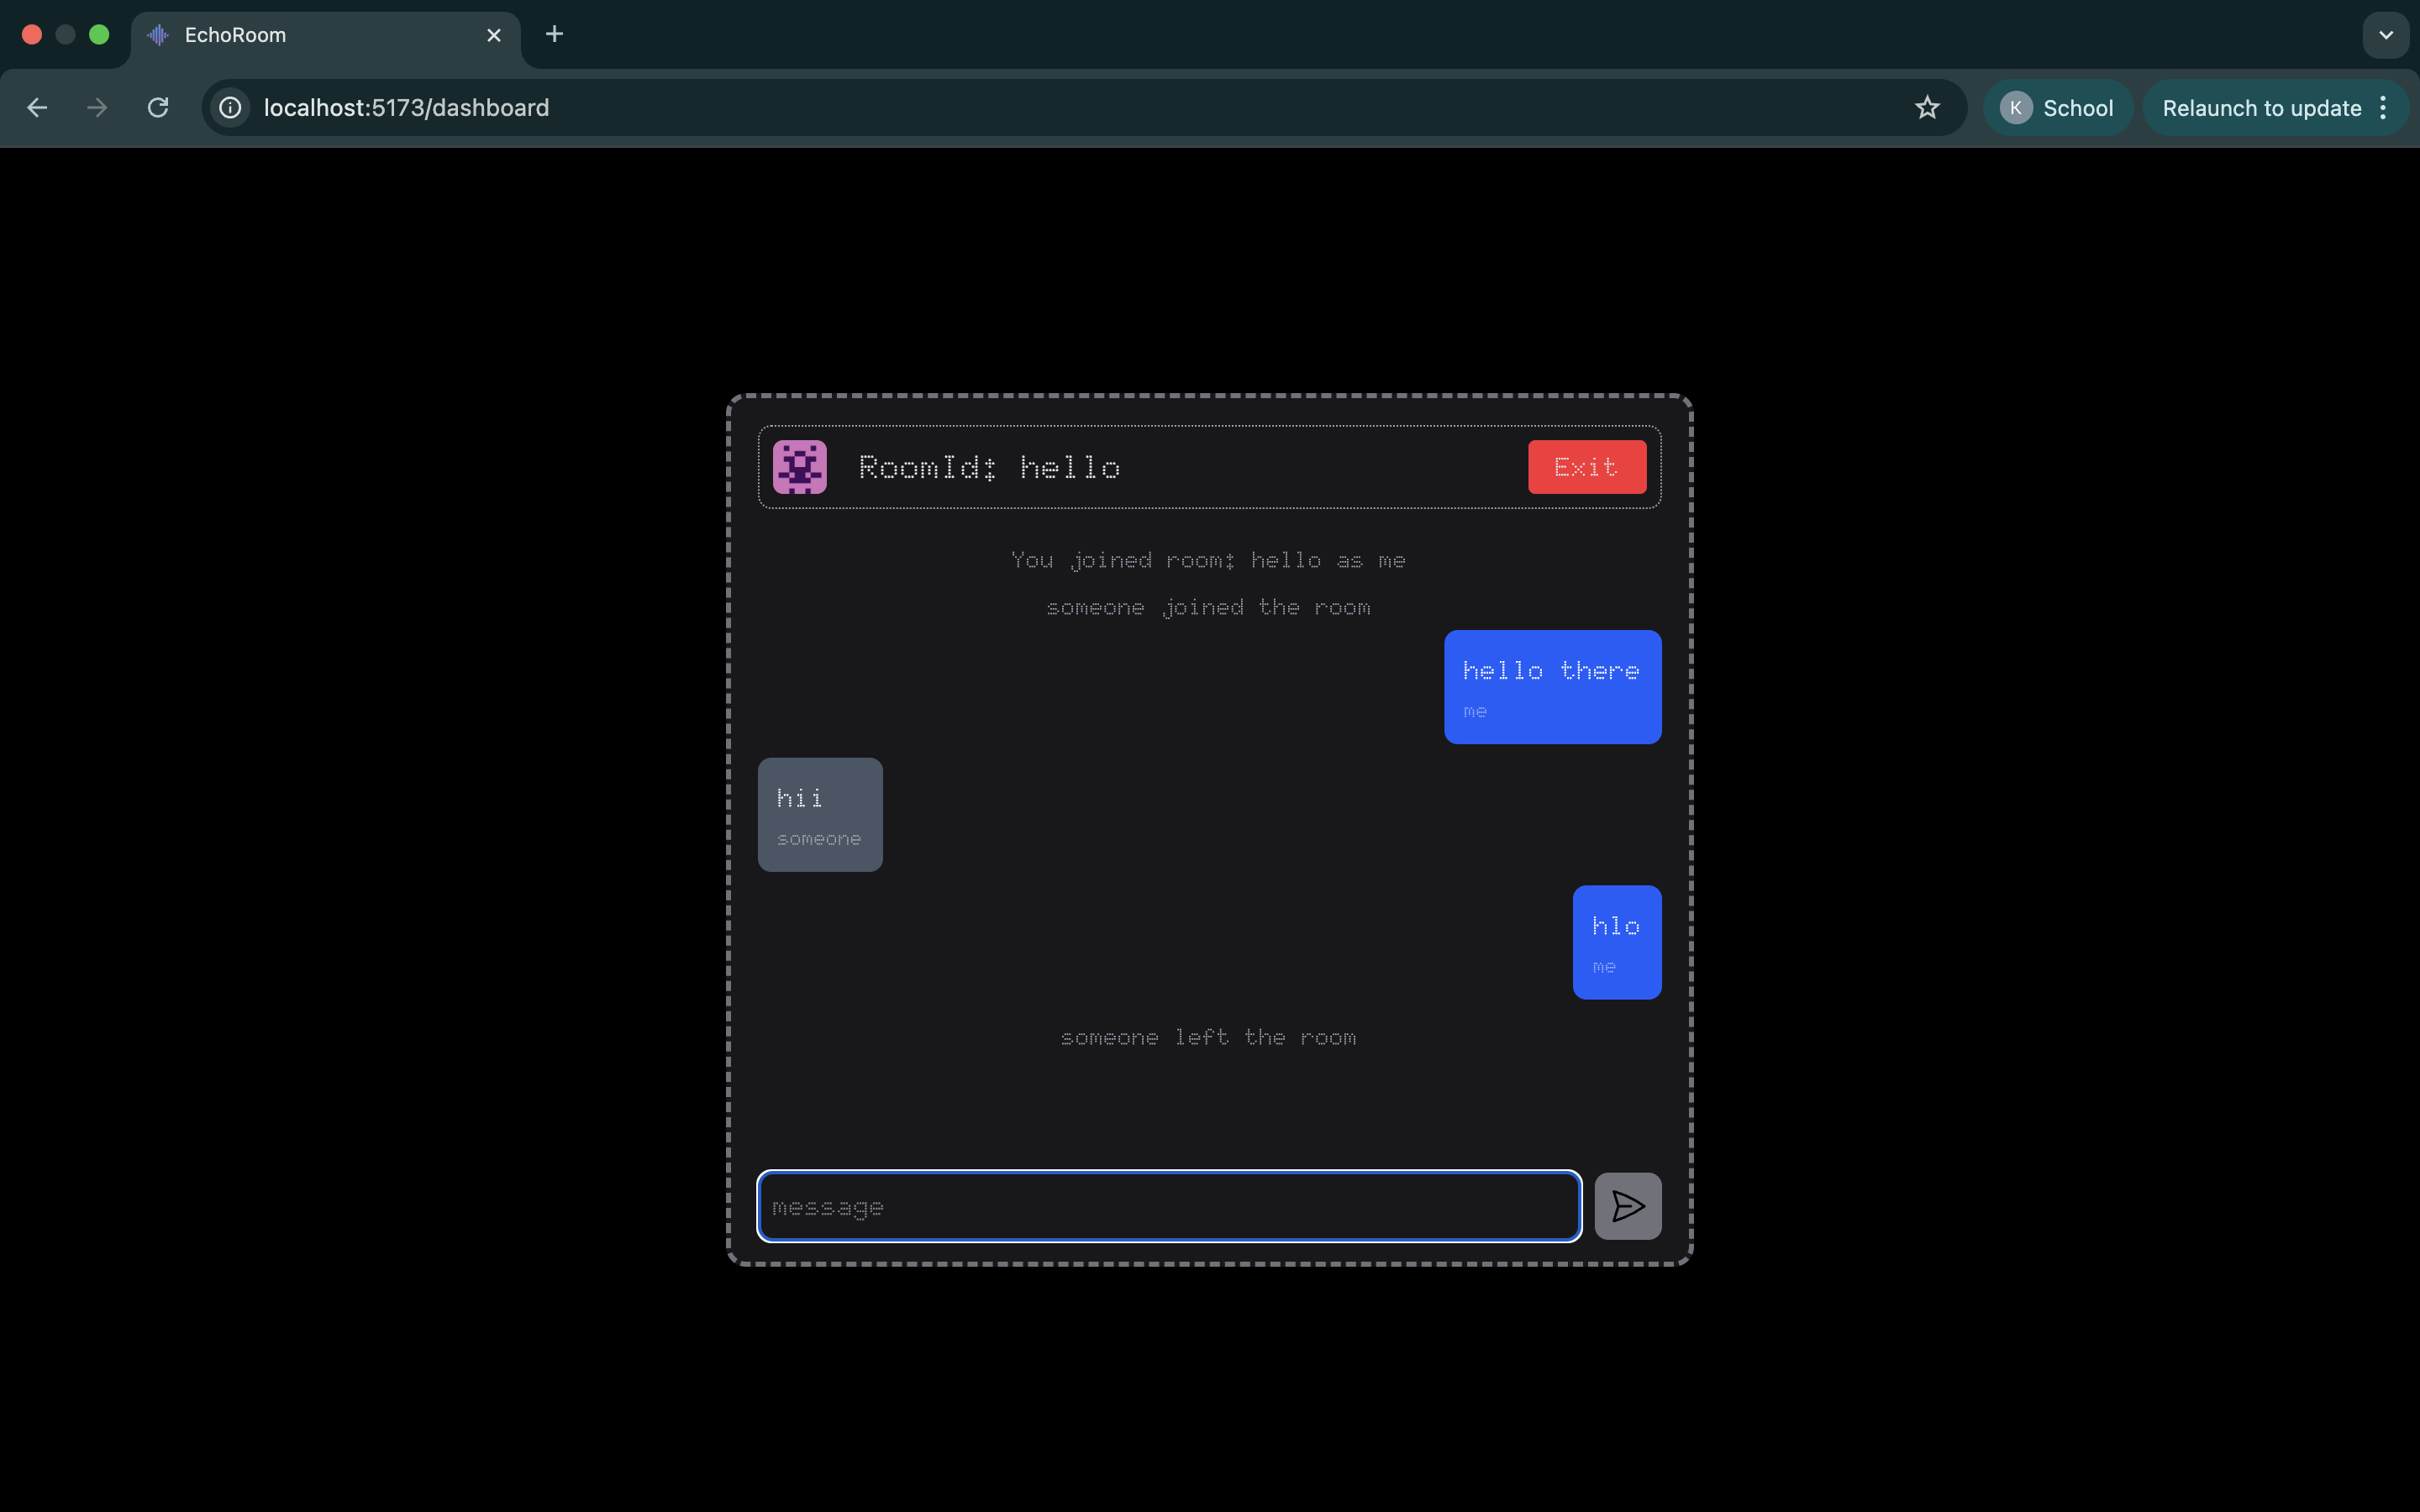 EchoRoom
localhost:5173/dashboard
K School
Relaunch to update
RoomId: hello
Exit
You joined room: hello as me
someone joined the room
hello there
me
hii
someone
hlo
me
someone left the room
message